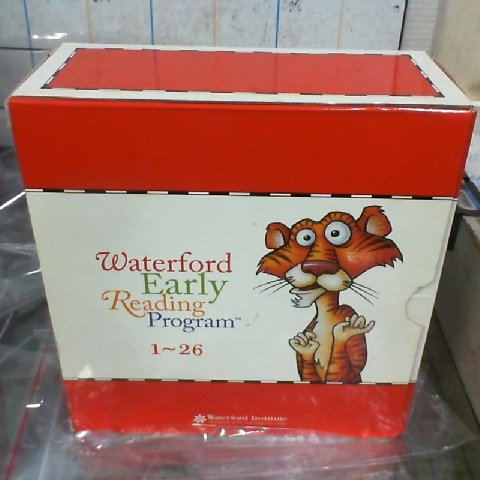 Waterford
Early
Reading
Program™
1~26
Waterford Institute